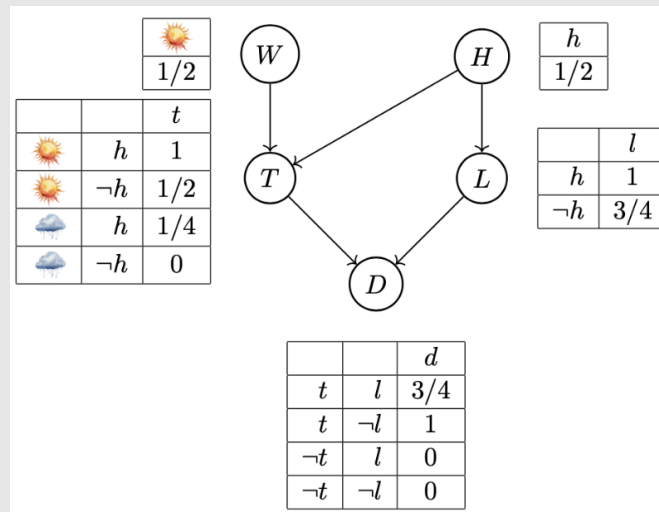 ☀️
1/2
W
H
h
1/2
t
☀️ h 1
☀️ ¬h 1/2
🌧️ h 1/4
🌧️ ¬h 0
T
L
l
h 1
¬h 3/4
D
d
t l 3/4
t ¬l 1
¬t l 0
¬t ¬l 0